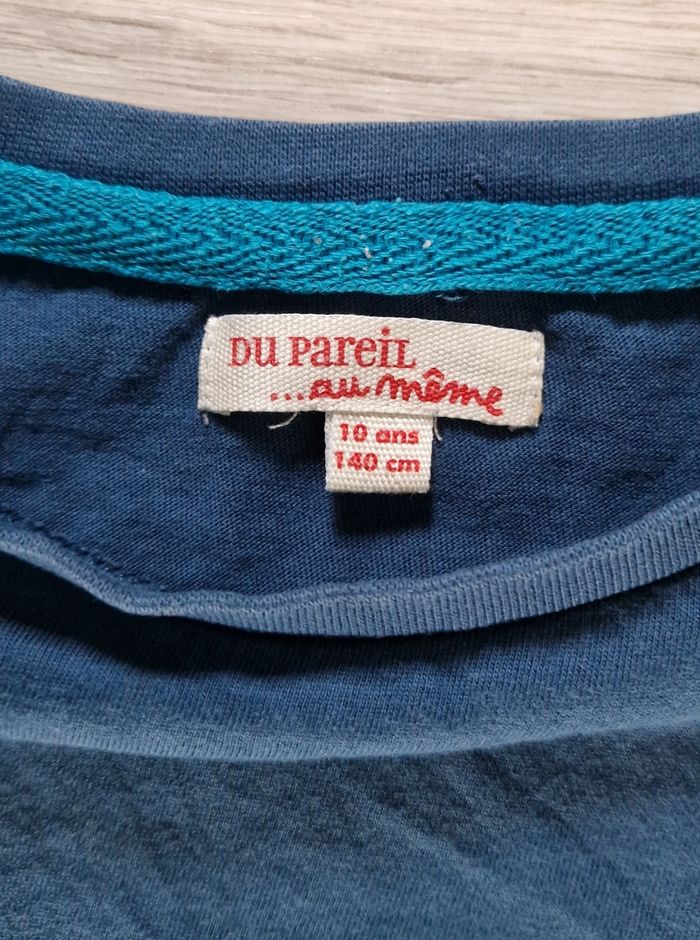 DU PareiL
...au même
10 ans
140 cm